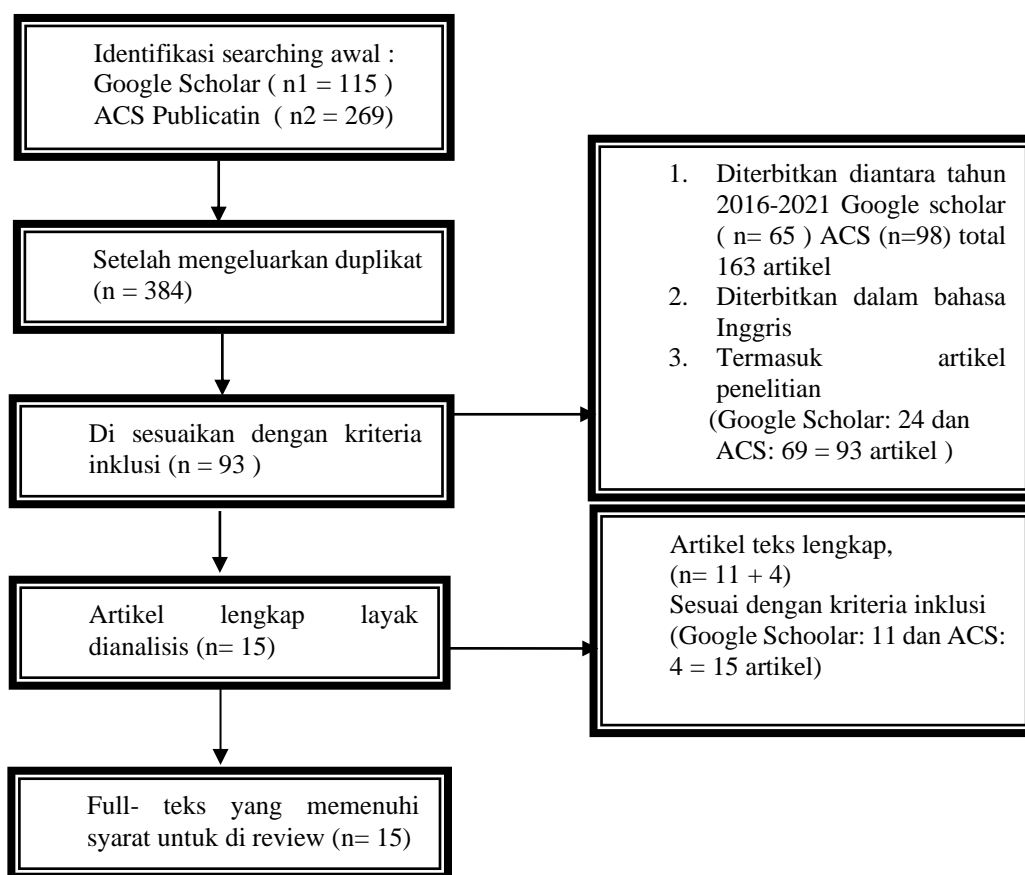 Identifikasi searching awal :
Google Scholar ( n1 = 115 )
ACS Publicatin ( n2 = 269)
Setelah mengeluarkan duplikat
(n = 384)
Di sesuaikan dengan kriteria
inklusi (n = 93 )
1. Diterbitkan diantara tahun
2016-2021 Google scholar
( n= 65 ) ACS (n=98) total
163 artikel
2. Diterbitkan dalam bahasa
Inggris
3. Termasuk artikel
penelitian
(Google Scholar: 24 dan
ACS: 69 = 93 artikel )
Artikel lengkap layak
dianalisis (n= 15)
Artikel teks lengkap,
(n= 11 + 4)
Sesuai dengan kriteria inklusi
(Google Schoolar: 11 dan ACS:
4 = 15 artikel)
Full- teks yang memenuhi
syarat untuk di review (n= 15)